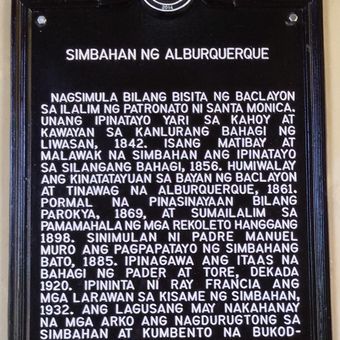 2014
SIMBAHAN NG ALBURQUERQUE
NAGSIMULA BILANG BISITA NG BACLAYON
SA ILALIM NG PATRONATO NI SANTA MONICA.
UNANG IPINATAYO YARI SA KAHOY AT
KAWAYAN SA KANLURANG BAHAGI NG
LIWASAN, 1842. ISANG MATIBAY AT
MALAWAK NA SIMBAHAN ANG IPINATAYO
SA SILANGANG BAHAGI, 1856. HUMIWALAY
ANG KINATATAYUAN SA BAYAN NG BACLAYON
AT TINAWAG NA ALBURQUERQUE, 1861.
PORMAL NA PINASINAYAAN BILANG
PAROKYA, 1869, AT SUMAILALIM SA
PAMAMAHALA NG MGA REKOLETO HANGGANG
1898. SINIMULAN NI PADRE MANUEL
MURO ANG PAGPAPATAYO NG SIMBAHANG
BATO, 1885. IPINAGAWA ANG ITAAS NA
BAHAGI NG PADER AT TORE, DEKADA
1920. IPININTA NI RAY FRANCIA ANG
MGA LARAWAN SA KISAME NG SIMBAHAN,
1932. ANG LAGUSANG MAY NAKAHANAY
NA MGA ARKO ANG NAGDURUGTONG SA
SIMBAHAN AT KUMBENTO NA BUKOD-